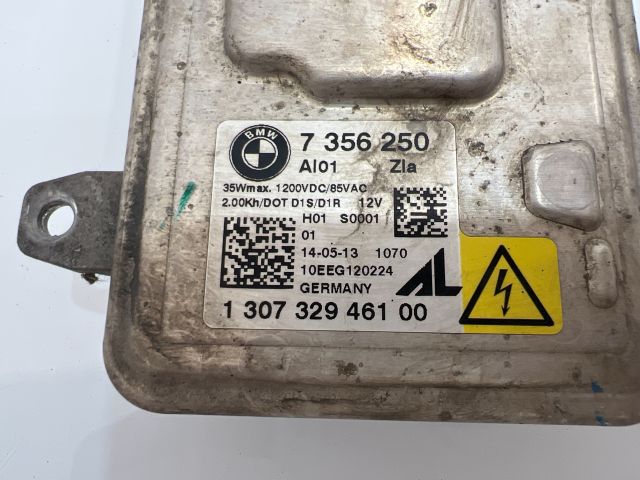 BMW
7 356 250
AI01 ZIa
35Wmax. 1200VDC/85VAC
2.00Kh/DOT D1S/D1R 12V
H01 S0001
01
14-05-13 1070
10EEG120224
GERMANY
AL
1 307 329 461 00